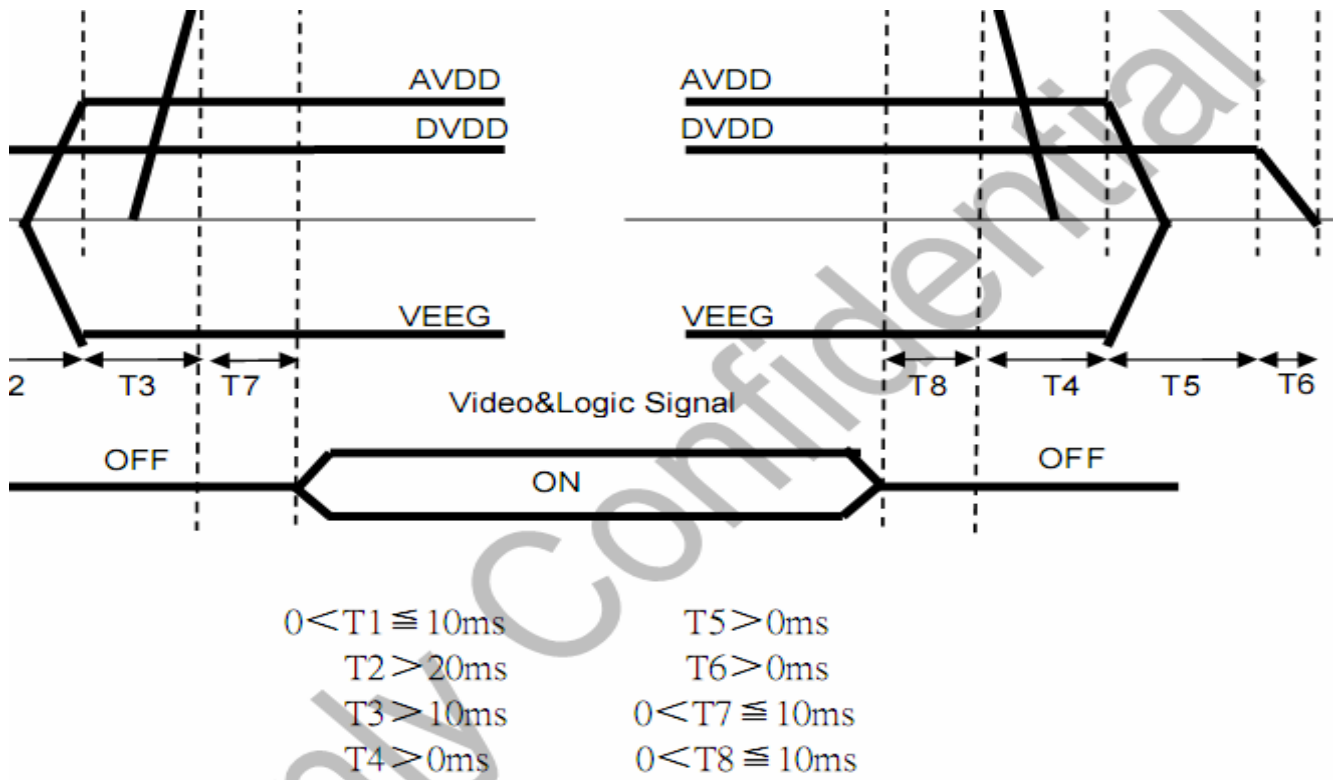 AVDD AVDD
DVDD DVDD
VEEG VEEG
2 T3 T7 T8 T4 T5 T6
Video&Logic Signal
OFF ON OFF
0<T1≦10ms T5>0ms
T2>20ms T6>0ms
T3>10ms 0<T7≦10ms
T4>0ms 0<T8≦10ms
Confidential